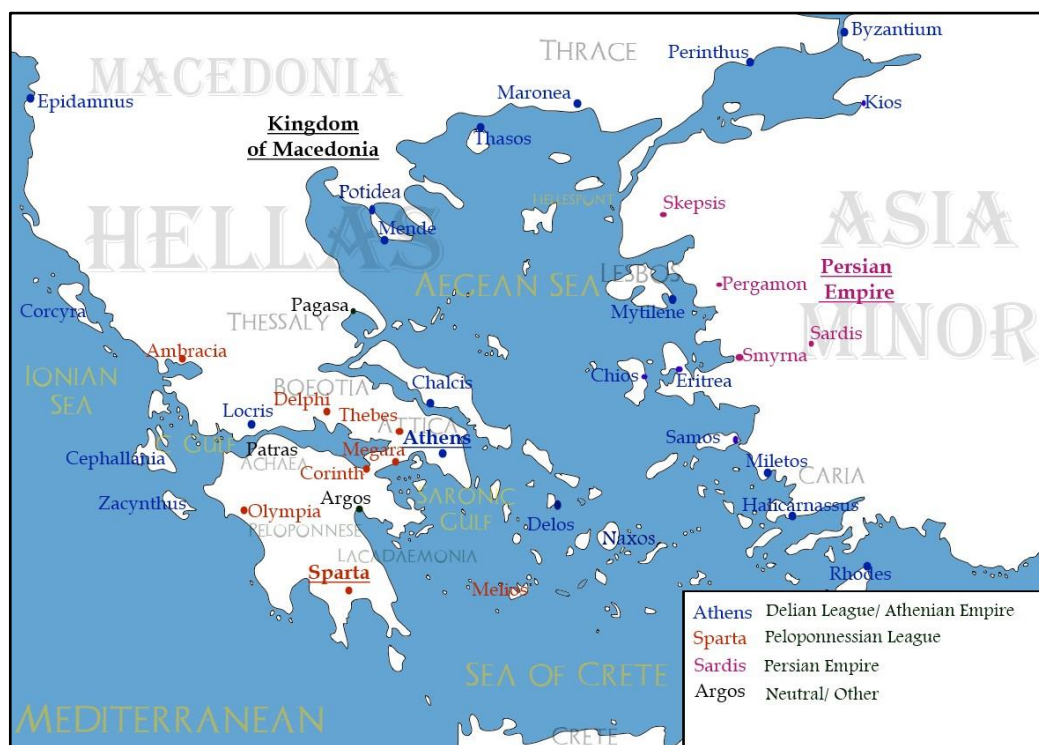 Byzantium
THRACE
Perinthus
MACEDONIA
Epidamnus
Maronea
Kios
Kingdom
of Macedonia
Thasos
Potidea
HELLESPONT
Skepsis
ASIA
MINOR
HELLAS
Mende
AEGEAN SEA
LESBOS
Persian
Empire
Pergamon
Mytilene
Pagasa
THESSALY
Corcyra
Sardis
Ambracia
Smyrna
IONIAN
SEA
Chios
Eritrea
BOEOTIA
Chalcis
Delphi
Thebes
Locris
ATTICA
Athens
Samos
C GULF
Patras
Megara
Cephallania
ACHAEA
Corinth
Miletos
CARIA
Zacynthus
Argos
SARONIC
GULF
Olympia
Delos
Halicarnassus
PELOPONNESE
Naxos
LACADAEMONIA
Sparta
Melios
Rhodes
SEA OF CRETE
MEDITERRANEAN
CRETE
Athens Delian League/ Athenian Empire
Sparta Peloponnessian League
Sardis Persian Empire
Argos Neutral/ Other